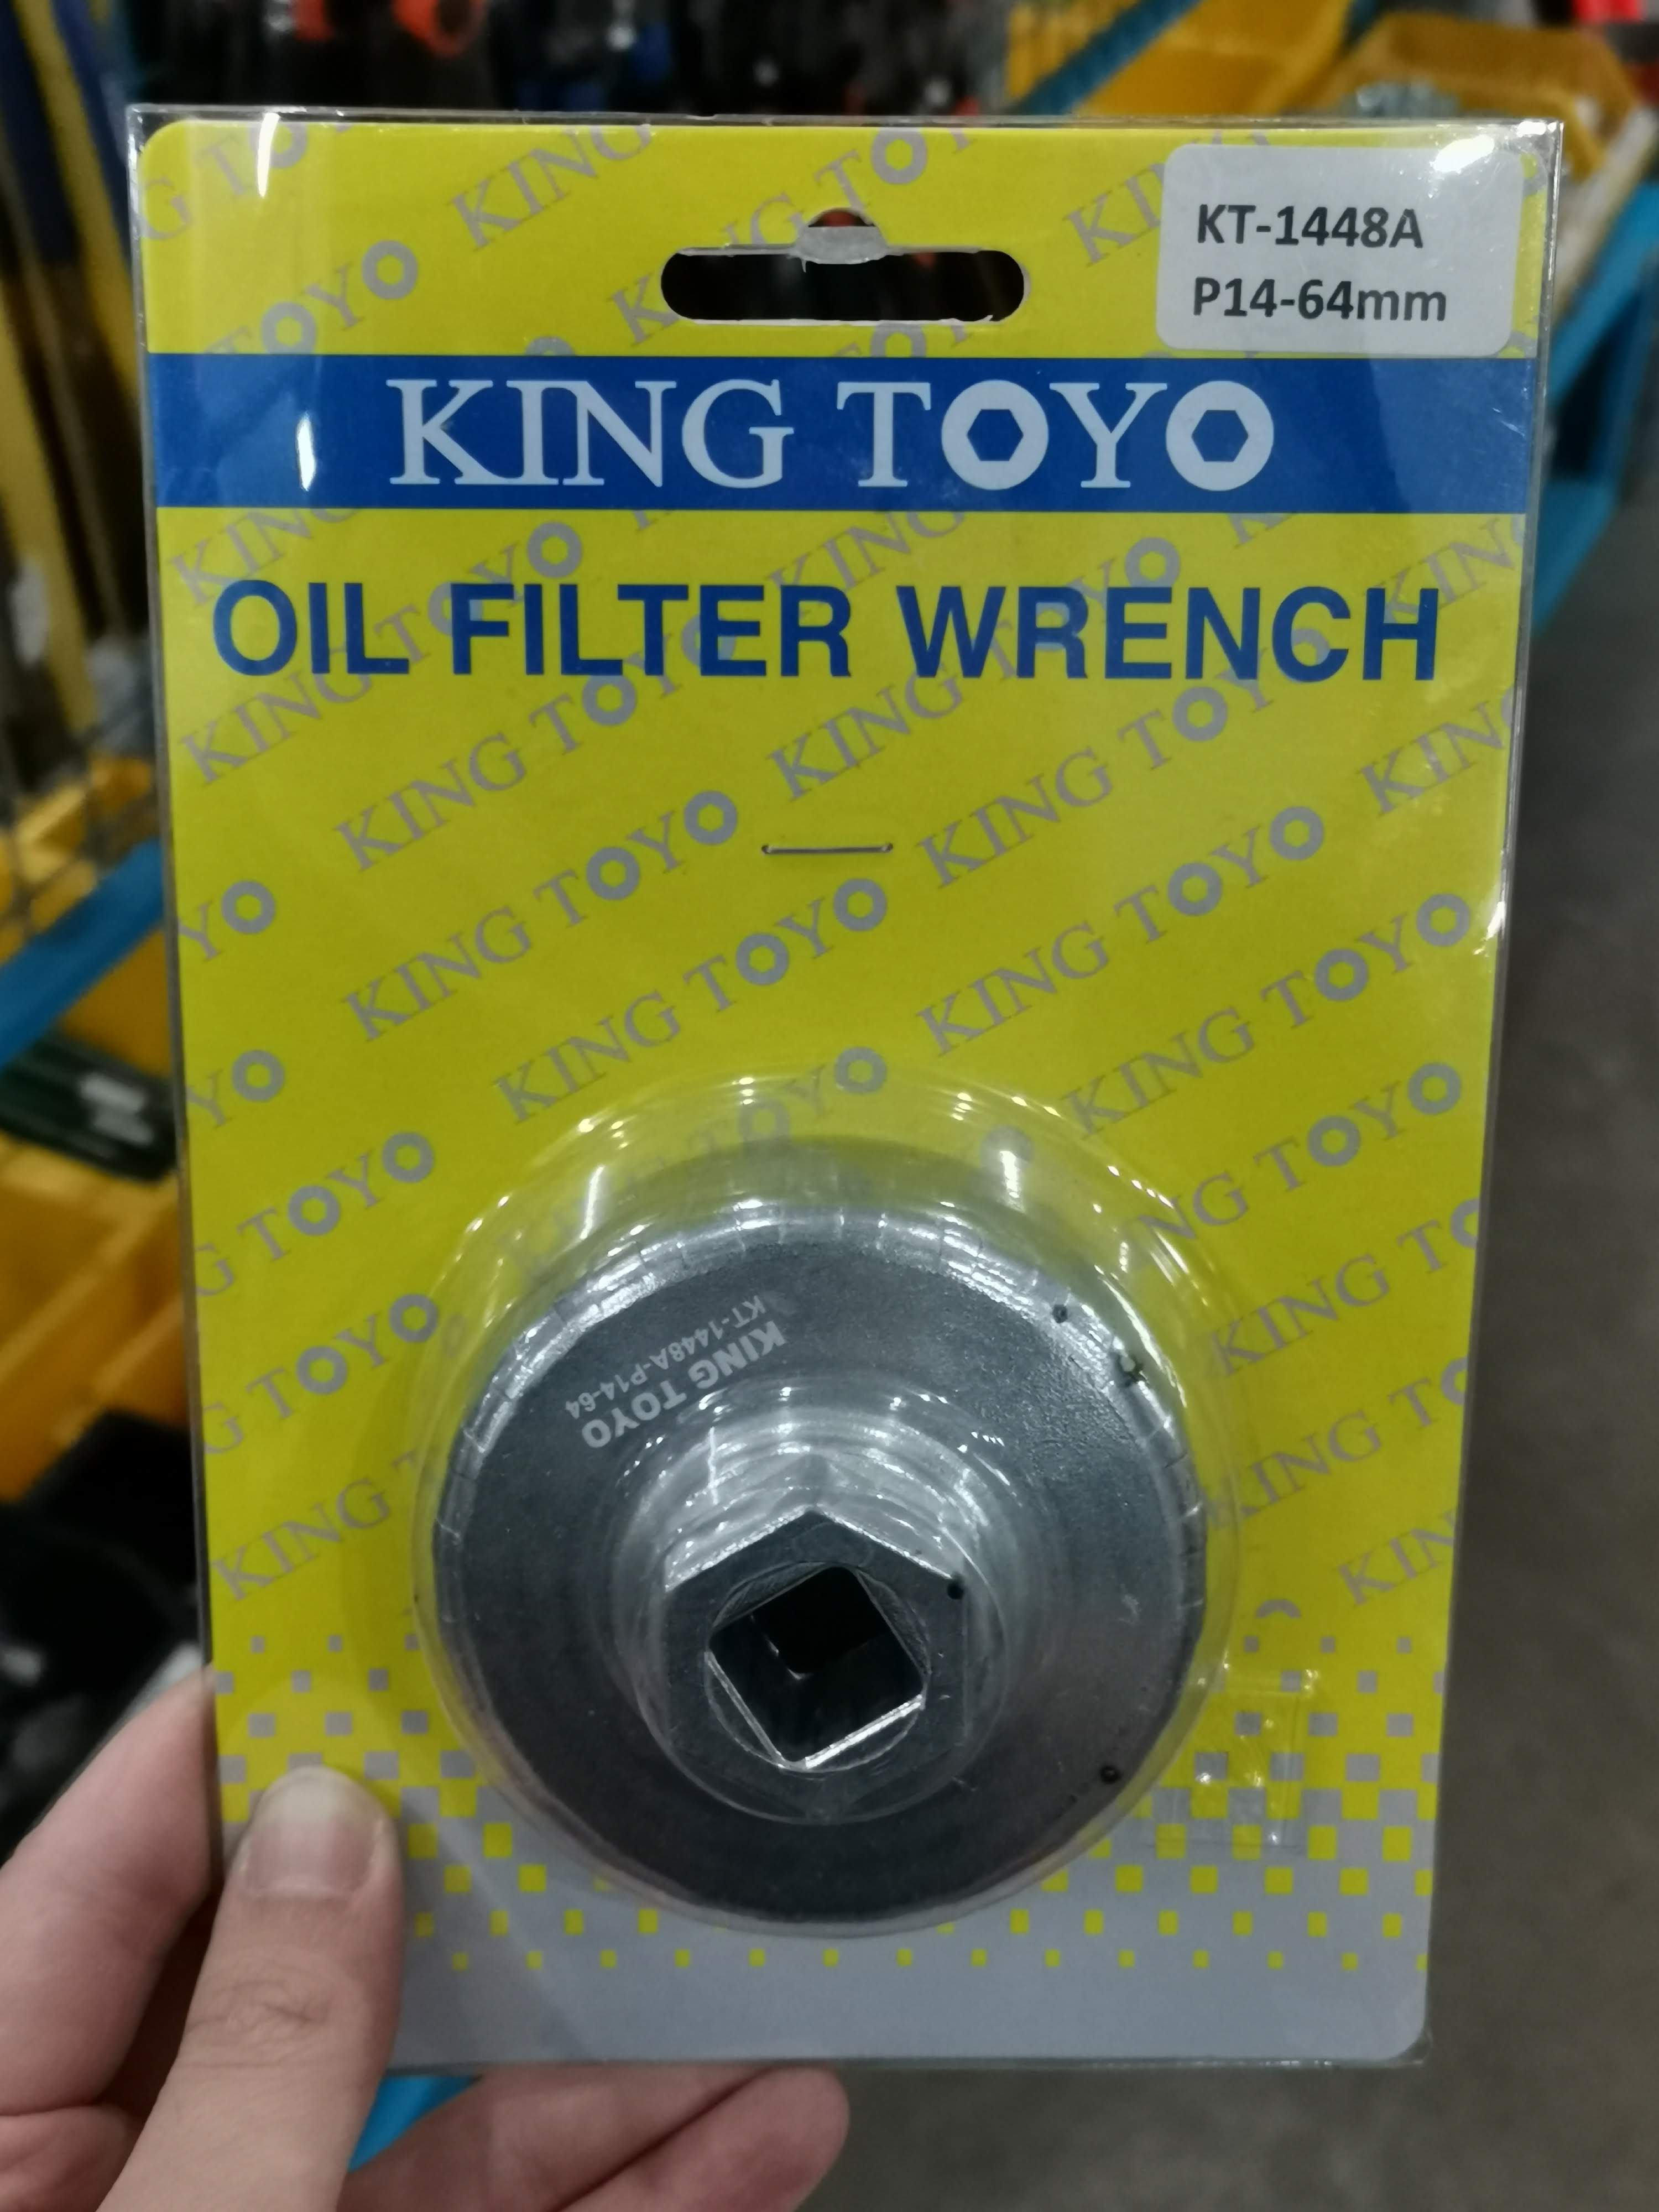 KT-1448A
P14-64mm
KING TOYO
OIL FILTER WRENCH
KING TOYO
KT-1448A-P14-64